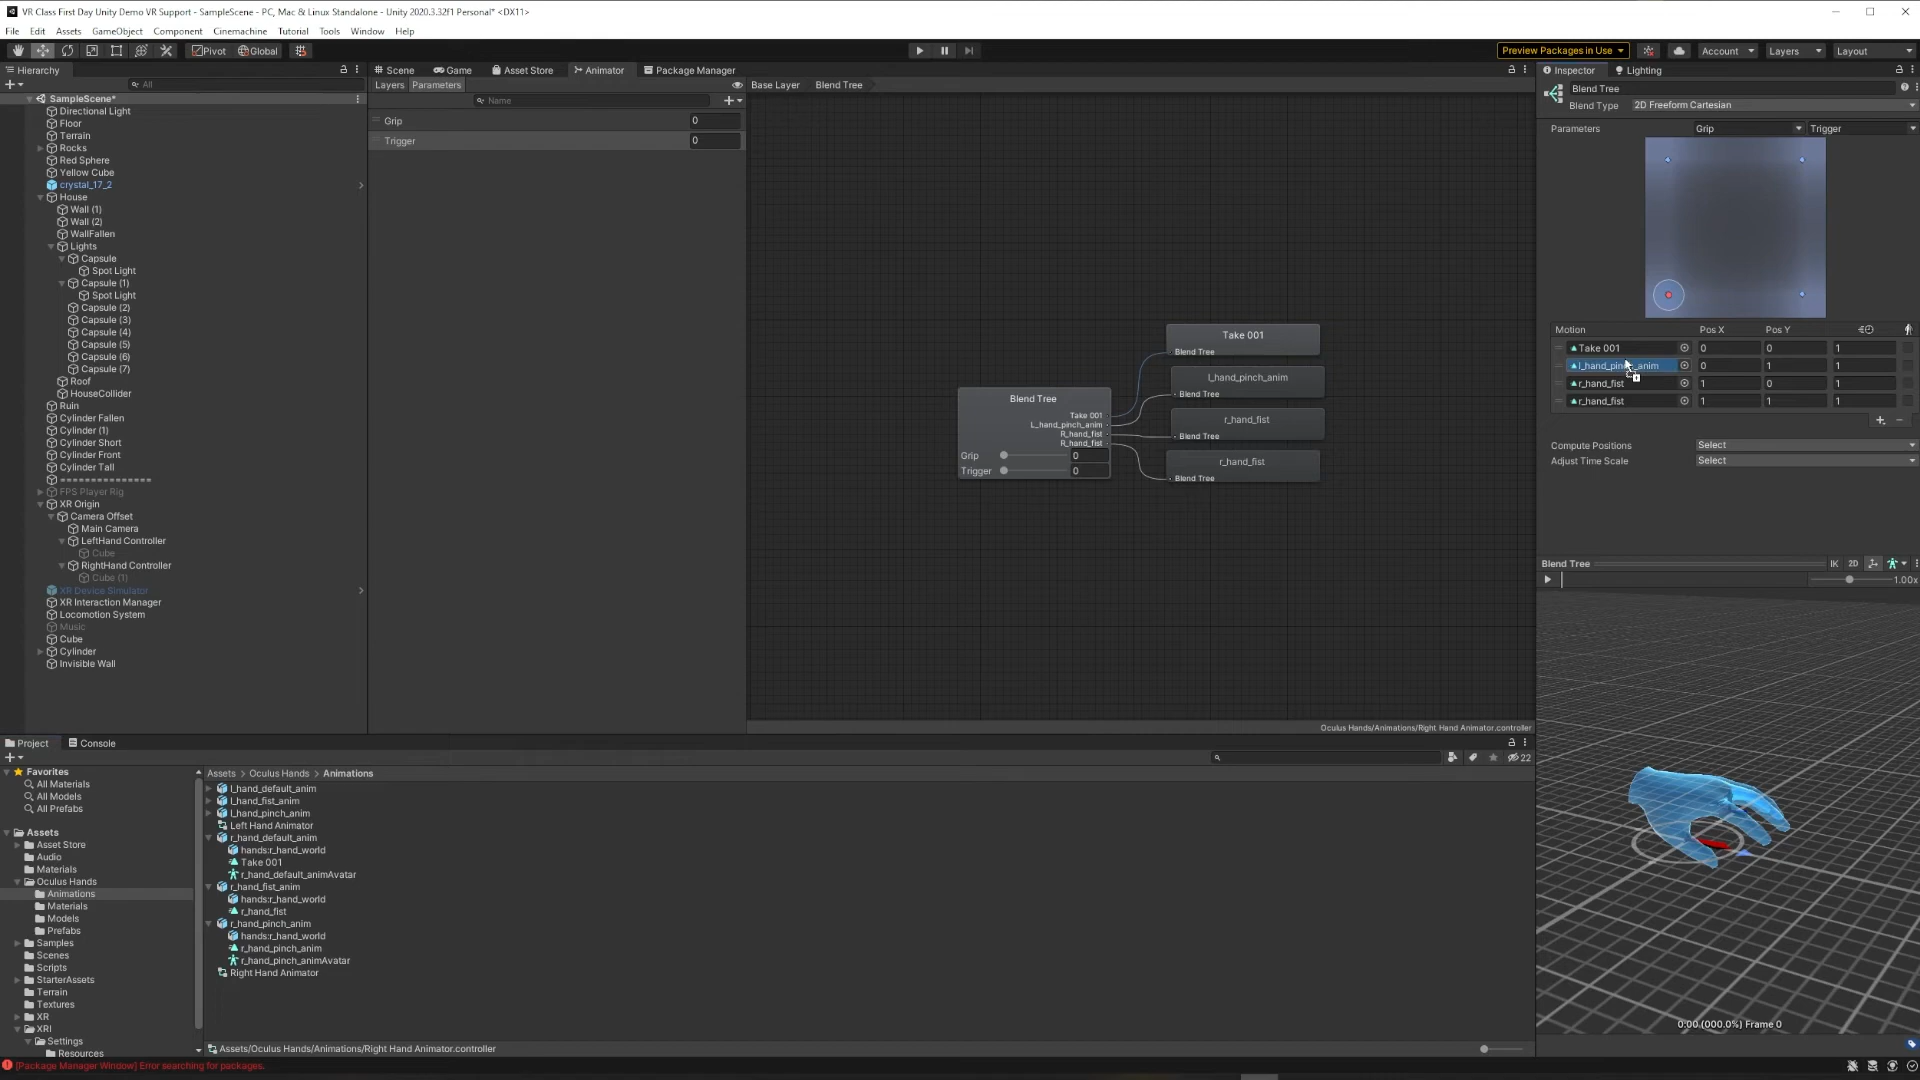 VR Class First Day Unity Demo VR Support - SampleScene - PC, Mac & Linux Standalone - Unity 2020.3.32f1 Personal* <DX11>
File Edit Assets GameObject Component Cinemachine Tutorial Tools Window Help
Pivot Global Preview Packages in Use Account Layers Layout
Hierarchy
All
SampleScene*
Directional Light
Floor
Terrain
Rocks
Red Sphere
Yellow Cube
crystal_17_2
House
Wall (1)
Wall (2)
WallFallen
Lights
Capsule
Spot Light
Capsule (1)
Spot Light
Capsule (2)
Capsule (3)
Capsule (4)
Capsule (5)
Capsule (6)
Capsule (7)
Roof
HouseCollider
Ruin
Cylinder Fallen
Cylinder (1)
Cylinder Short
Cylinder Front
Cylinder Tall
===============
FPS Player Rig
XR Origin
Camera Offset
Main Camera
LeftHand Controller
Cube
RightHand Controller
Cube (1)
XR Device Simulator
XR Interaction Manager
Locomotion System
Music
Cube
Cylinder
Invisible Wall
Scene Game Asset Store Animator Package Manager
Layers Parameters
Name
Grip 0
Trigger 0
Base Layer Blend Tree
Blend Tree
Take 001
L_hand_pinch_anim
R_hand_fist
R_hand_fist
Grip 0
Trigger 0
Take 001
Blend Tree
l_hand_pinch_anim
Blend Tree
r_hand_fist
Blend Tree
r_hand_fist
Blend Tree
Oculus Hands/Animations/Right Hand Animator.controller
Inspector Lighting
Blend Tree
Blend Type 2D Freeform Cartesian
Parameters Grip Trigger
Motion Pos X Pos Y
Take 001 0 0 1
l_hand_pinch_anim 0 1 1
r_hand_fist 1 0 1
r_hand_fist 1 1 1
Compute Positions Select
Adjust Time Scale Select
Blend Tree IK 2D
1.00x
0:00 (000.0%) Frame 0
Project Console
22
Favorites
All Materials
All Models
All Prefabs
Assets
Asset Store
Audio
Materials
Oculus Hands
Animations
Materials
Models
Prefabs
Samples
Scenes
Scripts
StarterAssets
Terrain
Textures
XR
XRI
Settings
Resources
Assets > Oculus Hands > Animations
l_hand_default_anim
l_hand_fist_anim
l_hand_pinch_anim
Left Hand Animator
r_hand_default_anim
hands:r_hand_world
Take 001
r_hand_default_animAvatar
r_hand_fist_anim
hands:r_hand_world
r_hand_fist
r_hand_pinch_anim
hands:r_hand_world
r_hand_pinch_anim
r_hand_pinch_animAvatar
Right Hand Animator
Assets/Oculus Hands/Animations/Right Hand Animator.controller
[Package Manager Window] Error searching for packages.